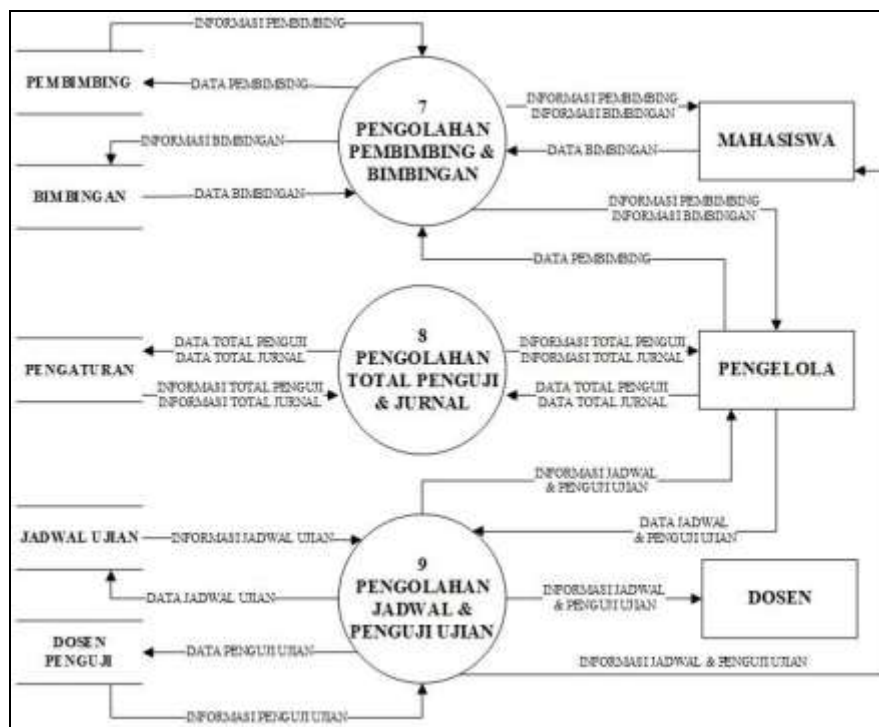 INFORMASI PEMBIMBING
PEMBIMBING
DATA PEMBIMBING
INFORMASI BIMBINGAN
BIMBINGAN
DATA BIMBINGAN
7
PENGOLAHAN
PEMBIMBING &
BIMBINGAN
INFORMASI PEMBIMBING
INFORMASI BIMBINGAN
DATA BIMBINGAN
MAHASISWA
INFORMASI PEMBIMBING
INFORMASI BIMBINGAN
DATA PEMBIMBING
PENGATURAN
DATA TOTAL PENGUJI
DATA TOTAL JURNAL
INFORMASI TOTAL PENGUJI
INFORMASI TOTAL JURNAL
8
PENGOLAHAN
TOTAL PENGUJI
& JURNAL
INFORMASI TOTAL PENGUJI
INFORMASI TOTAL JURNAL
DATA TOTAL PENGUJI
DATA TOTAL JURNAL
PENGELOLA
INFORMASI JADWAL
& PENGUJI UJIAN
DATA JADWAL
& PENGUJI UJIAN
JADWAL UJIAN
INFORMASI JADWAL UJIAN
DATA JADWAL UJIAN
DOSEN
PENGUJI
DATA PENGUJI UJIAN
INFORMASI PENGUJI UJIAN
9
PENGOLAHAN
JADWAL &
PENGUJI UJIAN
INFORMASI JADWAL
& PENGUJI UJIAN
DOSEN
INFORMASI JADWAL & PENGUJI UJIAN